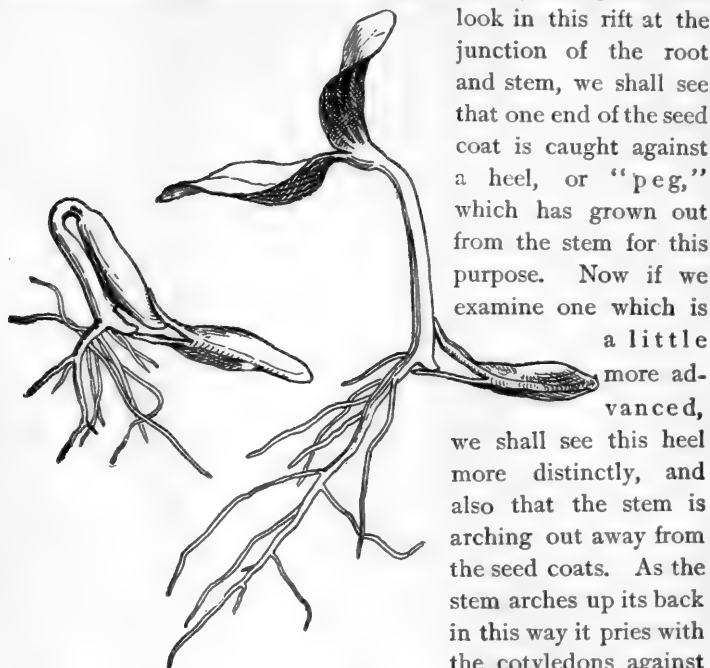 look in this rift at the
junction of the root
and stem, we shall see
that one end of the seed
coat is caught against
a heel, or “peg,”
which has grown out
from the stem for this
purpose. Now if we
examine one which is
a little
more ad-
vanced,
we shall see this heel
more distinctly, and
also that the stem is
arching out away from
the seed coats. As the
stem arches up its back
in this way it pries with
the cotyledons against